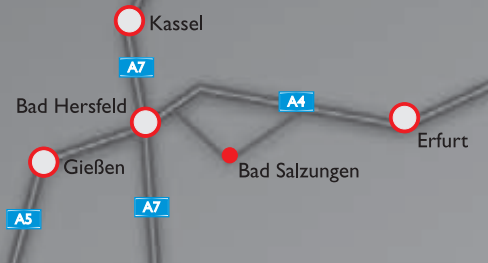 Kassel
A7
A4
Bad Hersfeld
Erfurt
Gießen
Bad Salzungen
A5
A7